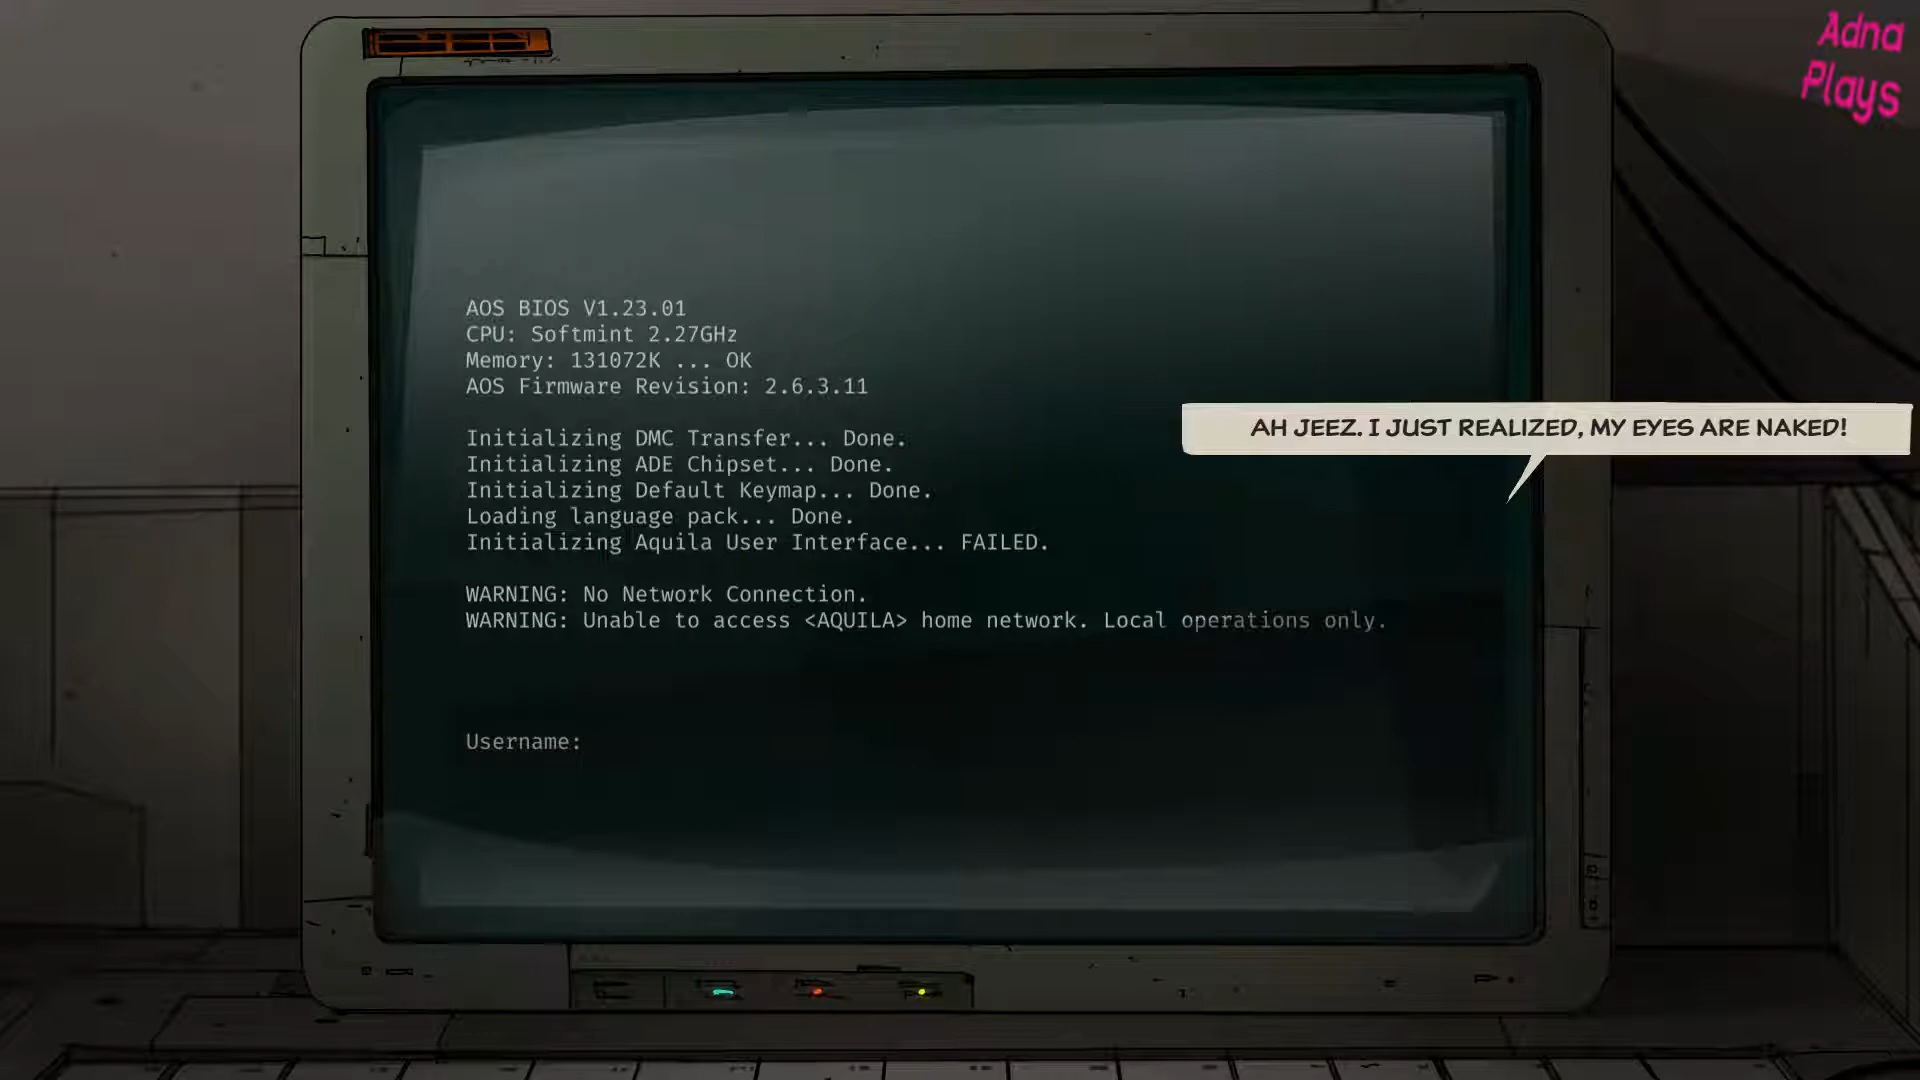 Adna
Plays
AOS BIOS V1.23.01
CPU: Softmint 2.27GHz
Memory: 131072K ... OK
AOS Firmware Revision: 2.6.3.11
AH JEEZ. I JUST REALIZED, MY EYES ARE NAKED!
Initializing DMC Transfer... Done.
Initializing ADE Chipset... Done.
Initializing Default Keymap... Done.
Loading language pack... Done.
Initializing Aquila User Interface... FAILED.
WARNING: No Network Connection.
WARNING: Unable to access <AQUILA> home network. Local operations only.
Username: